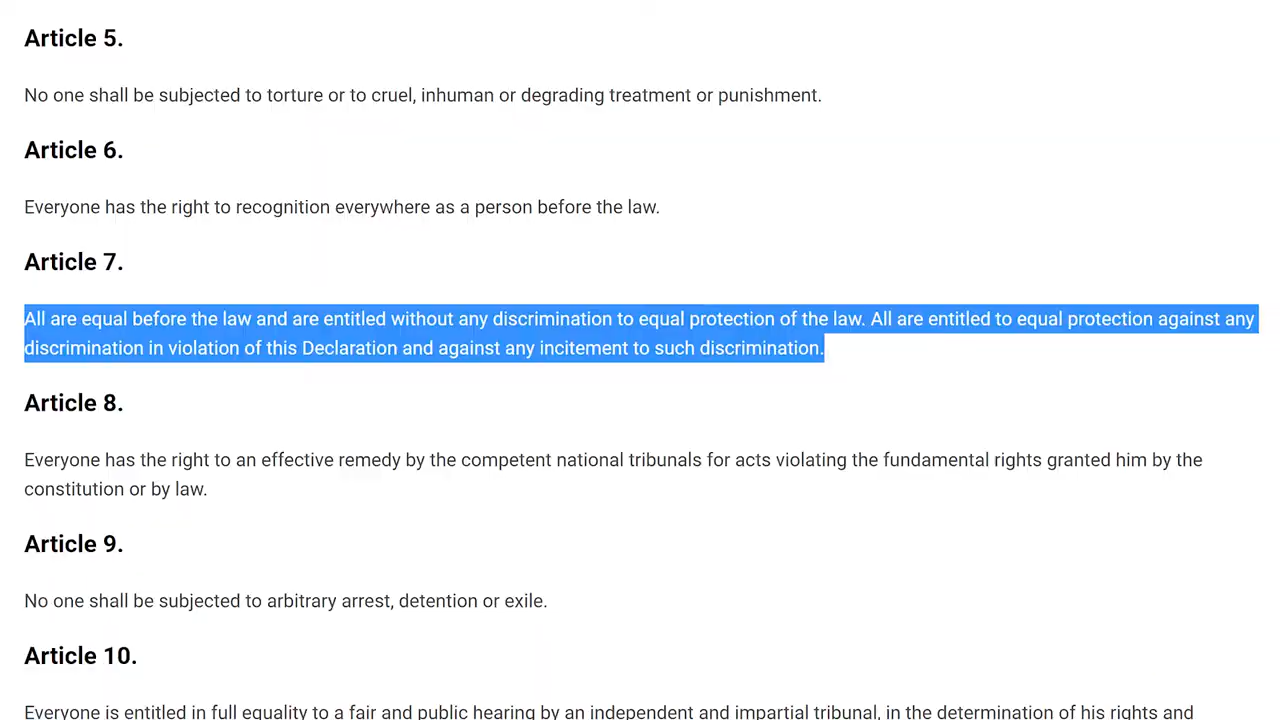 Article 5.
No one shall be subjected to torture or to cruel, inhuman or degrading treatment or punishment.
Article 6.
Everyone has the right to recognition everywhere as a person before the law.
Article 7.
All are equal before the law and are entitled without any discrimination to equal protection of the law. All are entitled to equal protection against any
discrimination in violation of this Declaration and against any incitement to such discrimination.
Article 8.
Everyone has the right to an effective remedy by the competent national tribunals for acts violating the fundamental rights granted him by the
constitution or by law.
Article 9.
No one shall be subjected to arbitrary arrest, detention or exile.
Article 10.
Everyone is entitled in full equality to a fair and public hearing by an independent and impartial tribunal, in the determination of his rights and